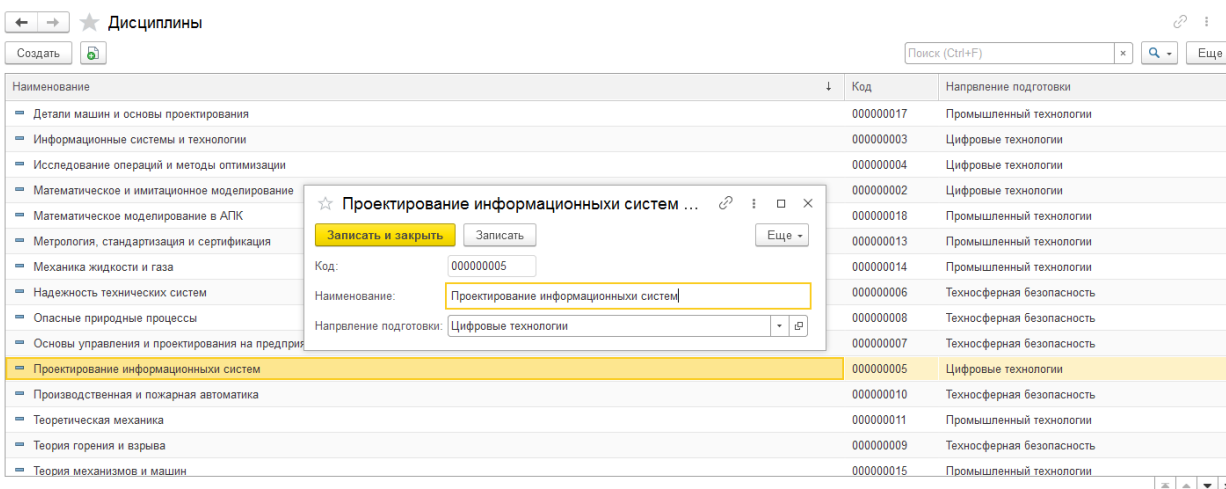 Дисциплины
Создать Поиск (Ctrl+F) × Еще
Наименование ↓ Код Напрвление подготовки
Детали машин и основы проектирования 000000017 Промышленный технологии
Информационные системы и технологии 000000003 Цифровые технологии
Исследование операций и методы оптимизации 000000004 Цифровые технологии
Математическое и имитационное моделирование 000000002 Цифровые технологии
Математическое моделирование в АПК 000000018 Промышленный технологии
Метрология, стандартизация и сертификация 000000013 Промышленный технологии
Механика жидкости и газа 000000014 Промышленный технологии
Надежность технических систем 000000006 Техносферная безопасность
Опасные природные процессы 000000008 Техносферная безопасность
Основы управления и проектирования на предприя 000000007 Техносферная безопасность
Проектирование информационныхи систем 000000005 Цифровые технологии
Производственная и пожарная автоматика 000000010 Техносферная безопасность
Теоретическая механика 000000011 Промышленный технологии
Теория горения и взрыва 000000009 Техносферная безопасность
Теория механизмов и машин 000000015 Промышленный технологии
Проектирование информационныхи систем ...
Записать и закрыть Записать Еще
Код: 000000005
Наименование: Проектирование информационныхи систем
Напрвление подготовки: Цифровые технологии